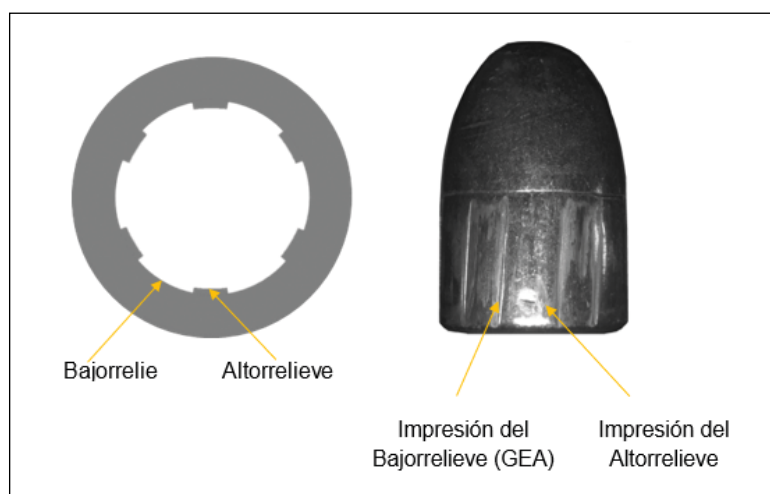 Bajorrelie
Altorrelieve
Impresión del
Bajorrelieve (GEA)
Impresión del
Altorrelieve